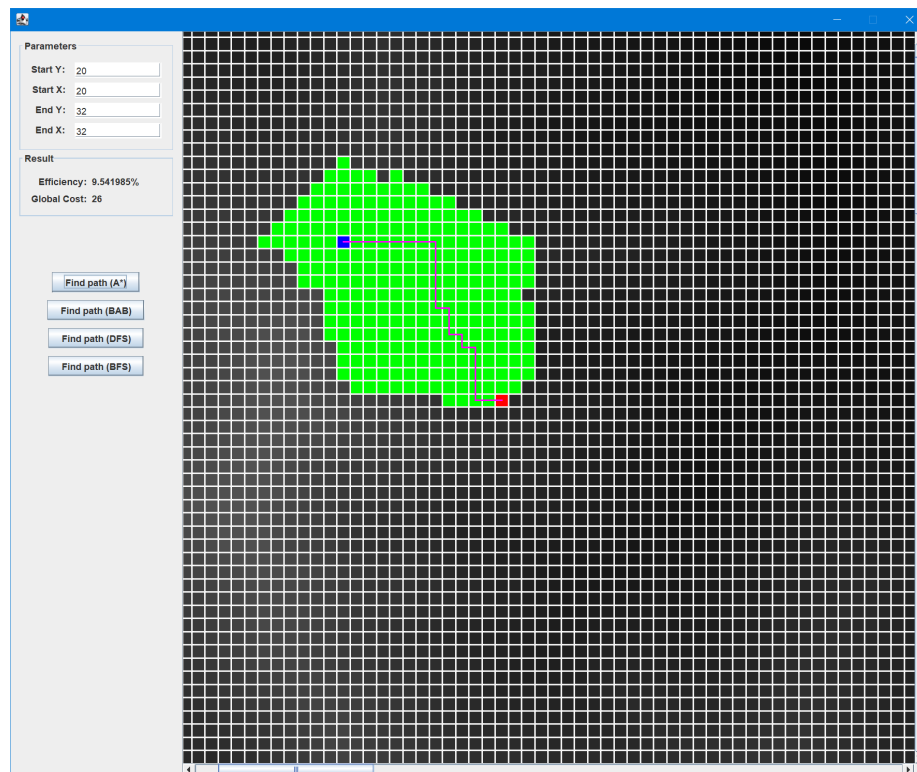 Parameters
Start Y: 20
Start X: 20
End Y: 32
End X: 32
Result
Efficiency: 9.541985%
Global Cost: 26
Find path (A*)
Find path (BAB)
Find path (DFS)
Find path (BFS)